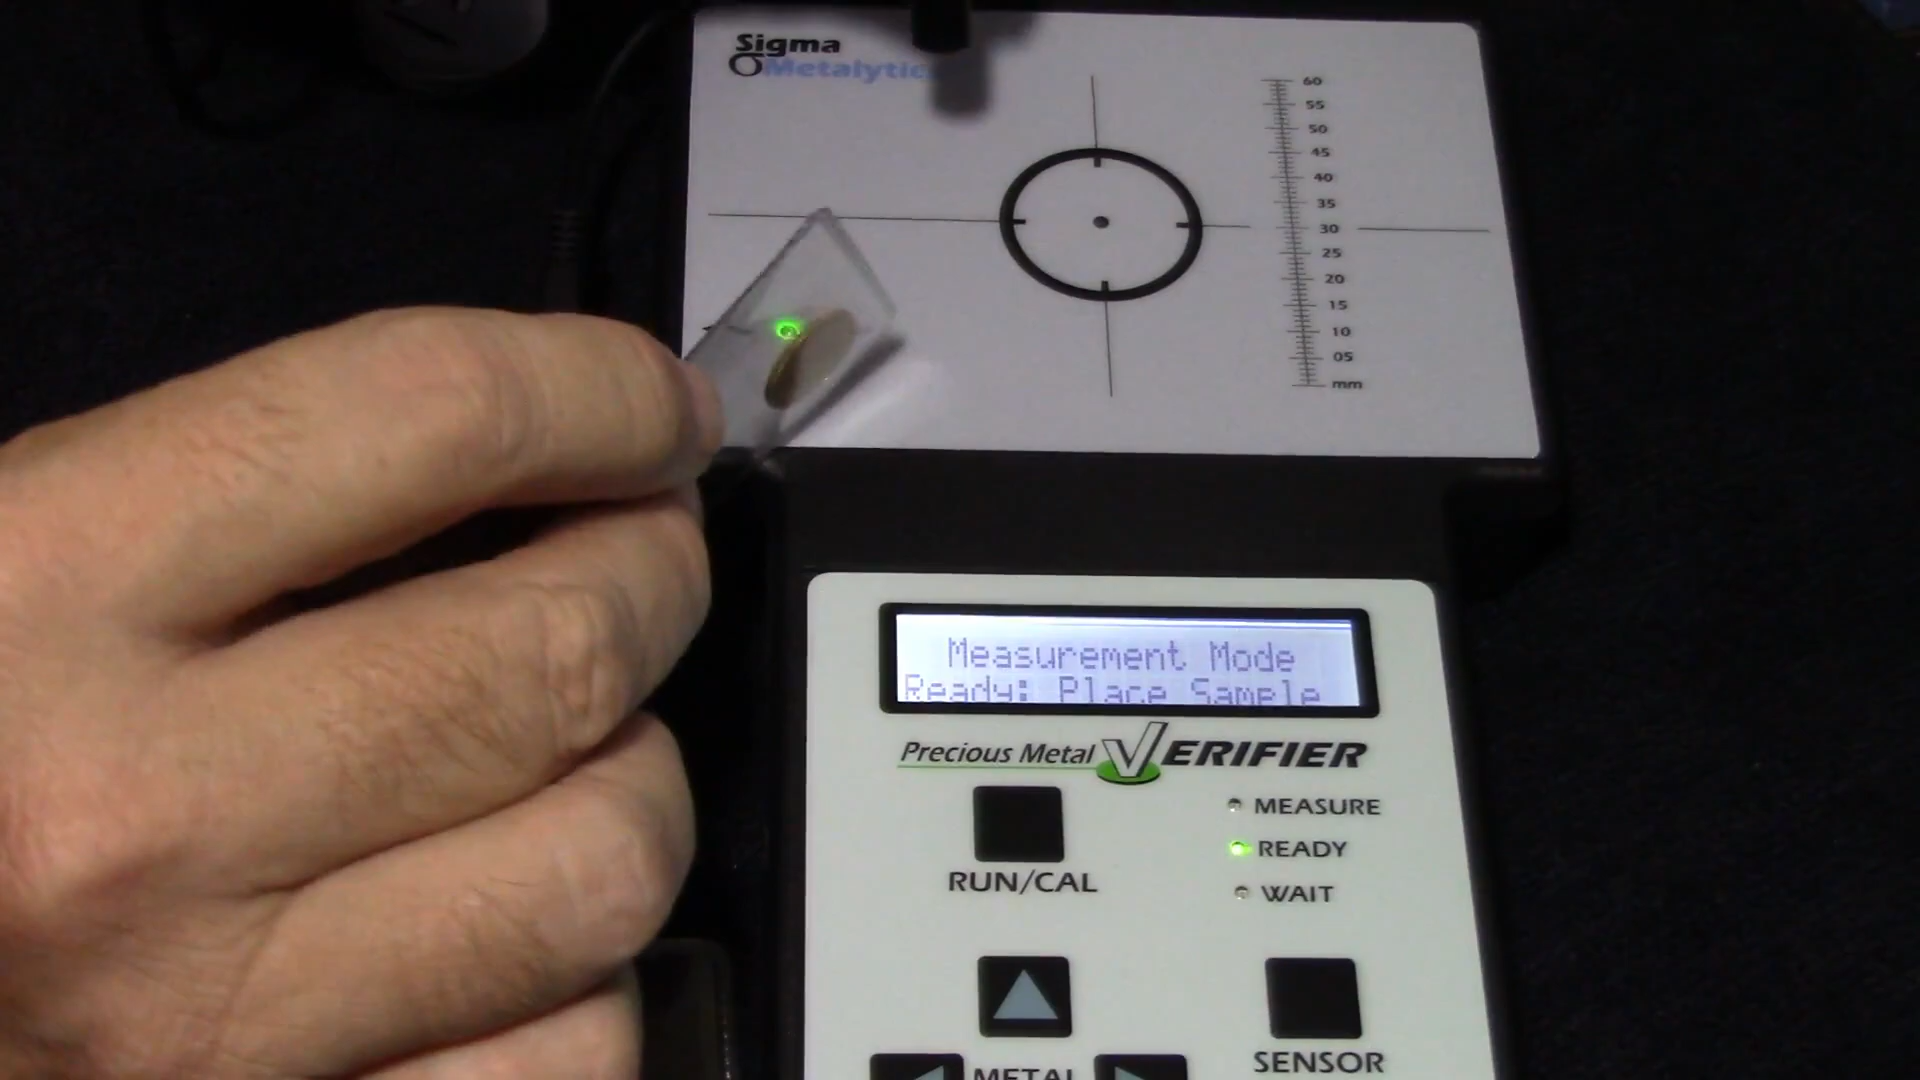 Sigma
Metalytic
60
55
50
45
40
35
30
25
20
15
10
05
mm
Measurement Mode
Ready: Place Sample
Precious Metal VERIFIER
MEASURE
READY
WAIT
RUN/CAL
SENSOR
METAL